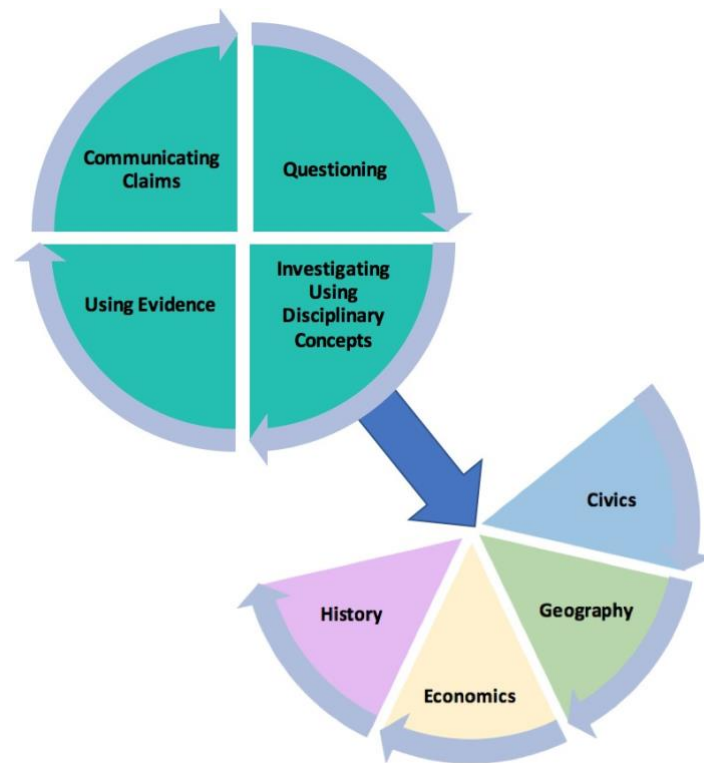 Communicating
Claims
Questioning
Using Evidence
Investigating
Using
Disciplinary
Concepts
Civics
Geography
Economics
History